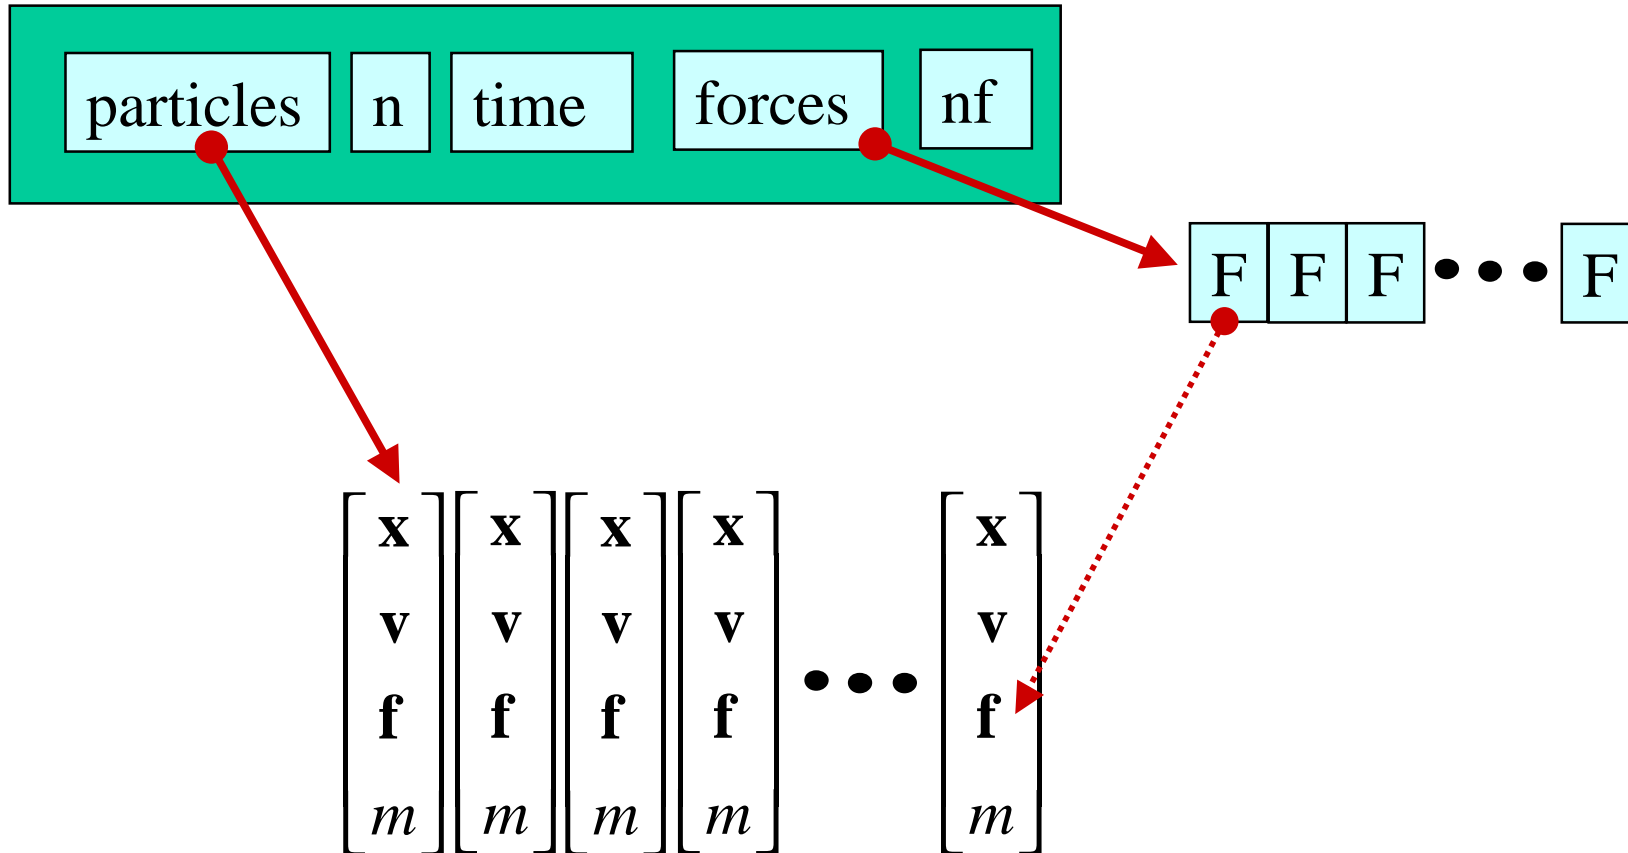 particles n time forces nf
F F F F
x x x x x
v v v v v
f f f f f
m m m m m